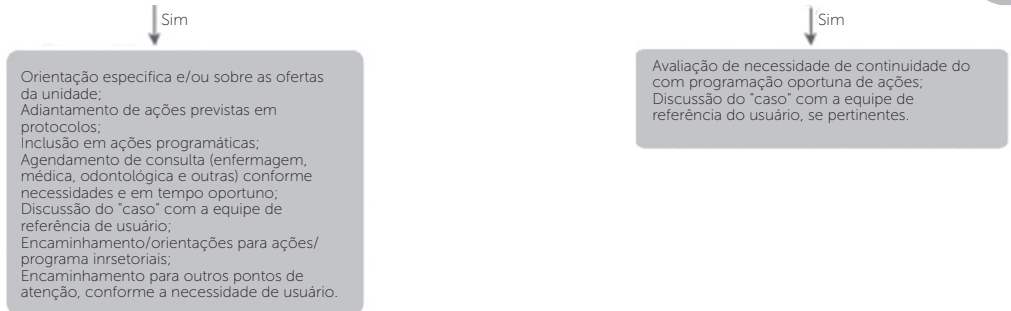 Sim
Orientação especifica e/ou sobre as ofertas
da unidade;
Adiantamento de ações previstas em
protocolos;
Inclusão em ações programáticas;
Agendamento de consulta (enfermagem,
médica, odontológica e outras) conforme
necessidades e em tempo oportuno;
Discussão do "caso" com a equipe de
referência de usuário;
Encaminhamento/orientações para ações/
programa inrsetoriais;
Encaminhamento para outros pontos de
atenção, conforme a necessidade de usuário.
Sim
Avaliação de necessidade de continuidade do
com programação oportuna de ações;
Discussão do "caso" com a equipe de
referência do usuário, se pertinentes.